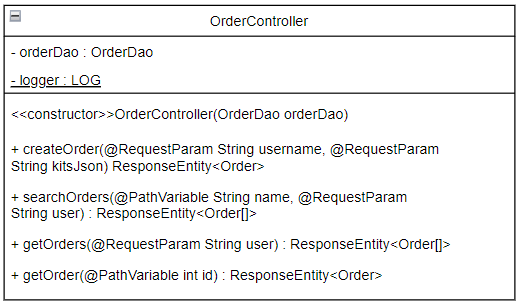 OrderController
- orderDao : OrderDao
- logger : LOG
<<constructor>>OrderController(OrderDao orderDao)
+ createOrder(@RequestParam String username, @RequestParam
String kitsJson) ResponseEntity<Order>
+ searchOrders(@PathVariable String name, @RequestParam
String user) : ResponseEntity<Order[]>
+ getOrders(@RequestParam String user) : ResponseEntity<Order[]>
+ getOrder(@PathVariable int id) : ResponseEntity<Order>